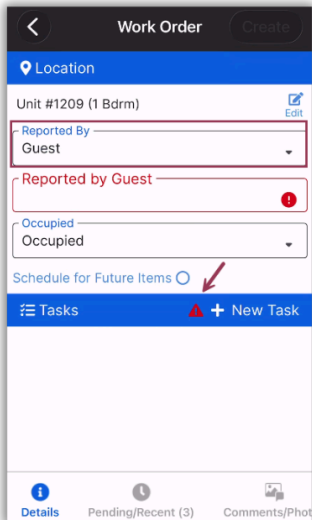 Work Order
Create
Location
Unit #1209 (1 Bdrm)
Edit
Reported By
Guest
Reported by Guest
Occupied
Occupied
Schedule for Future Items
Tasks
New Task
Details
Pending/Recent (3)
Comments/Phot